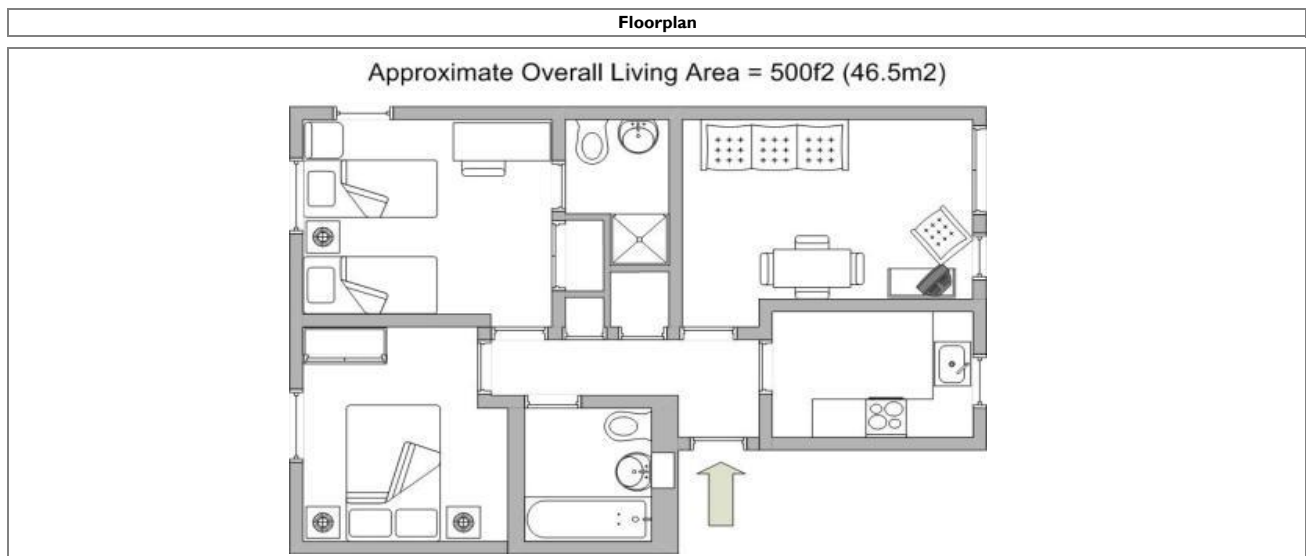 Floorplan
Approximate Overall Living Area = 500f2 (46.5m2)